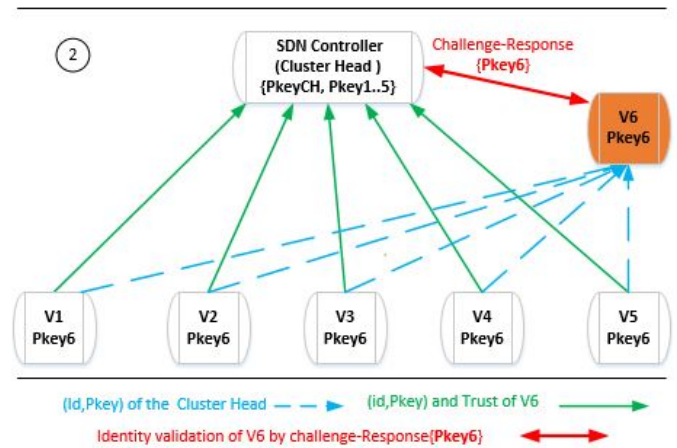 2
SDN Controller
(Cluster Head )
{PkeyCH, Pkey1..5}
Challenge-Response
{Pkey6}
V6
Pkey6
V1
Pkey6
V2
Pkey6
V3
Pkey6
V4
Pkey6
V5
Pkey6
(Id,Pkey) of the Cluster Head
(id,Pkey) and Trust of V6
Identity validation of V6 by challenge-Response{Pkey6}